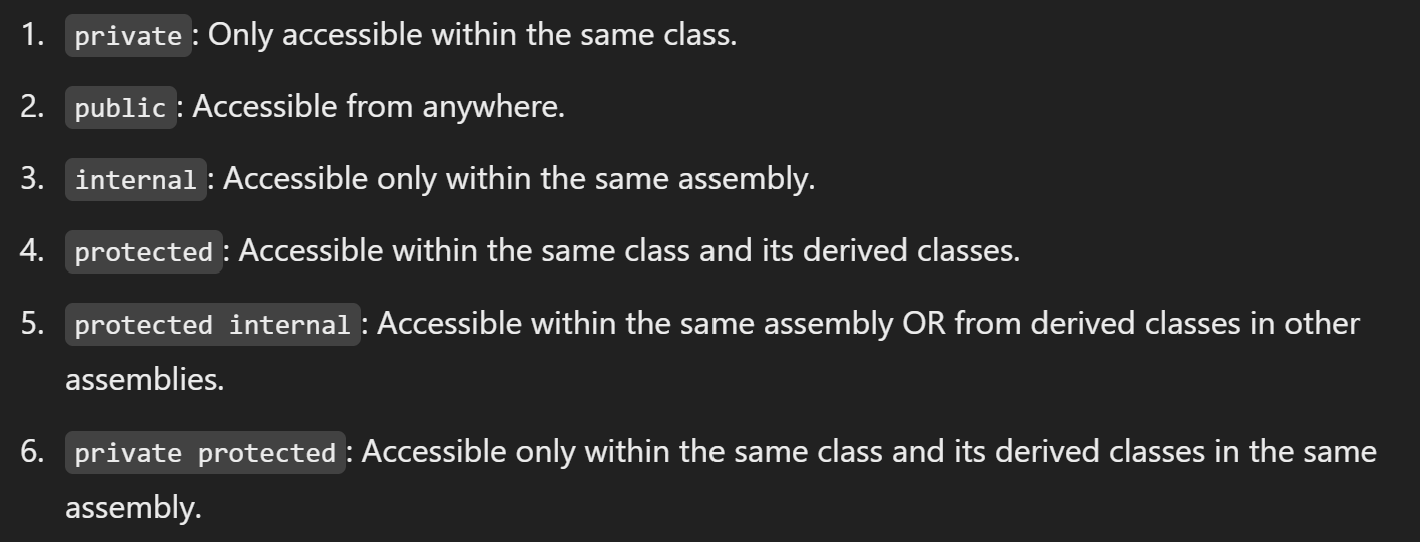 1. private: Only accessible within the same class.
2. public: Accessible from anywhere.
3. internal: Accessible only within the same assembly.
4. protected: Accessible within the same class and its derived classes.
5. protected internal: Accessible within the same assembly OR from derived classes in other
assemblies.
6. private protected: Accessible only within the same class and its derived classes in the same
assembly.